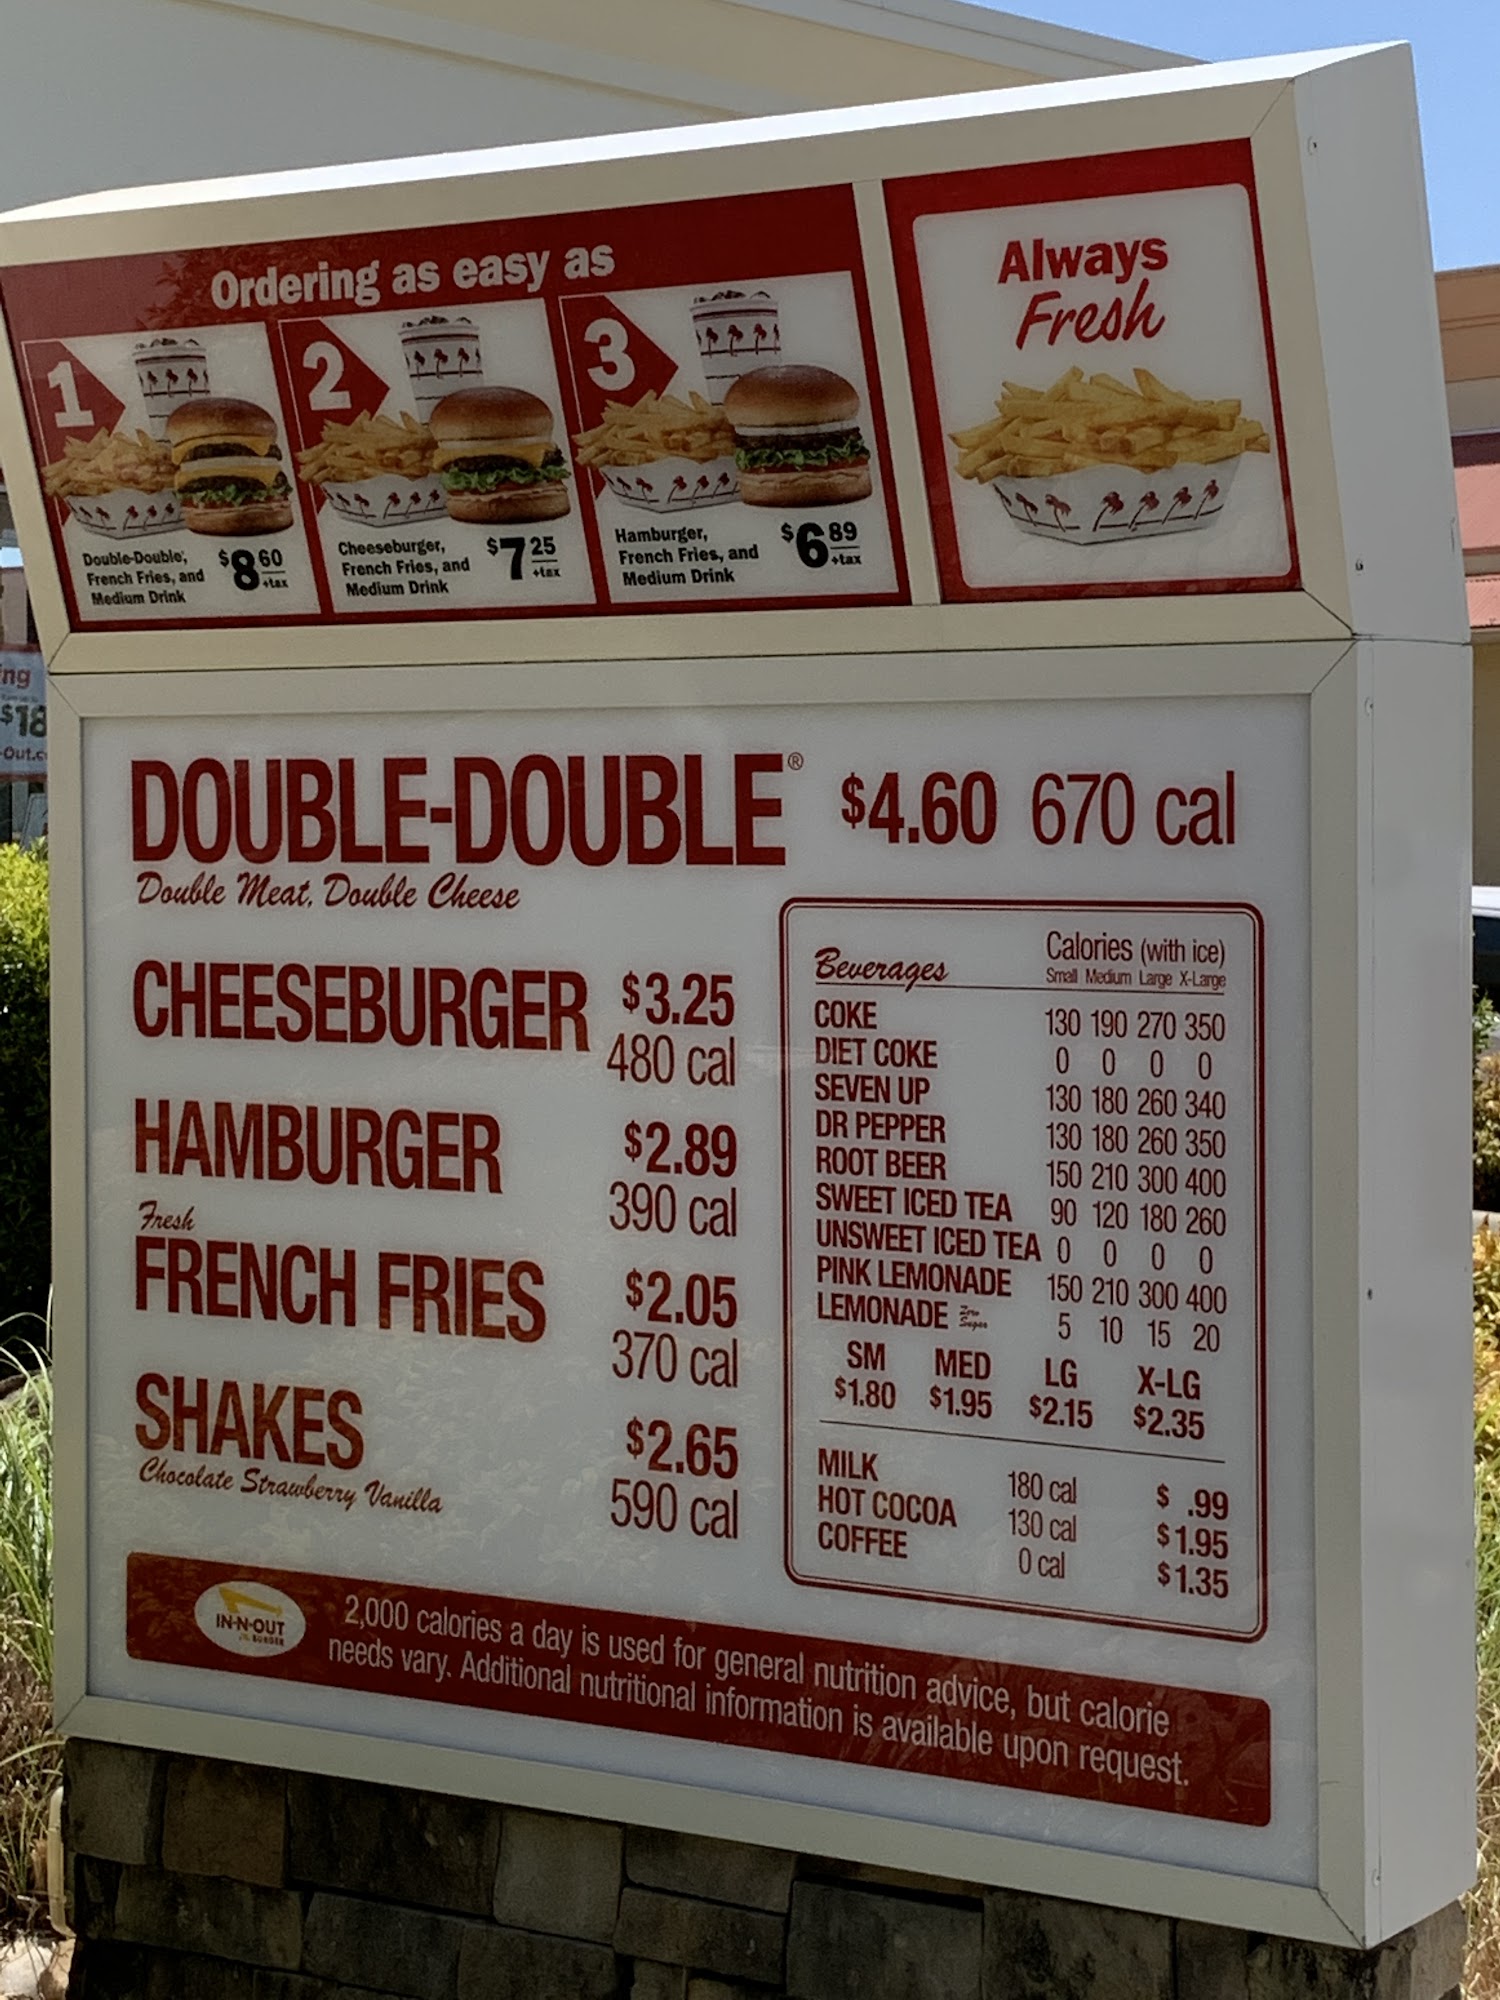 Ordering as easy as
1
Double-Double,
French Fries, and
Medium Drink
$8 60
+tax
2
Cheeseburger,
French Fries, and
Medium Drink
$7 25
+tax
3
Hamburger,
French Fries, and
Medium Drink
$6 89
+tax
Always
Fresh
ng
$18
-Out.c
DOUBLE-DOUBLE® $4.60 670 cal
Double Meat, Double Cheese
CHEESEBURGER $3.25
480 cal
HAMBURGER $2.89
390 cal
Fresh
FRENCH FRIES $2.05
370 cal
SHAKES $2.65
Chocolate Strawberry Vanilla
590 cal
Beverages Calories (with ice)
Small Medium Large X-Large
COKE 130 190 270 350
DIET COKE 0 0 0 0
SEVEN UP 130 180 260 340
DR PEPPER 130 180 260 350
ROOT BEER 150 210 300 400
SWEET ICED TEA 90 120 180 260
UNSWEET ICED TEA 0 0 0 0
PINK LEMONADE 150 210 300 400
LEMONADE Zero Sugar 5 10 15 20
SM MED LG X-LG
$1.80 $1.95 $2.15 $2.35
MILK 180 cal $ .99
HOT COCOA 130 cal $1.95
COFFEE 0 cal $1.35
IN-N-OUT
BURGER
2,000 calories a day is used for general nutrition advice, but calorie
needs vary. Additional nutritional information is available upon request.